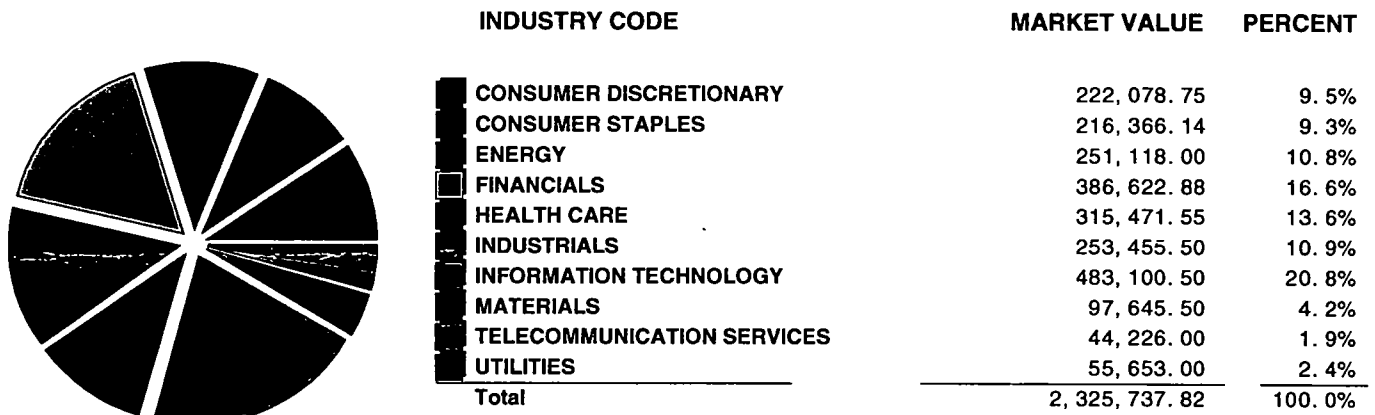 INDUSTRY CODE MARKET VALUE PERCENT
CONSUMER DISCRETIONARY 222, 078. 75 9. 5%
CONSUMER STAPLES 216, 366. 14 9. 3%
ENERGY 251, 118. 00 10. 8%
FINANCIALS 386, 622. 88 16. 6%
HEALTH CARE 315, 471. 55 13. 6%
INDUSTRIALS 253, 455. 50 10. 9%
INFORMATION TECHNOLOGY 483, 100. 50 20. 8%
MATERIALS 97, 645. 50 4. 2%
TELECOMMUNICATION SERVICES 44, 226. 00 1. 9%
UTILITIES 55, 653. 00 2. 4%
Total 2, 325, 737. 82 100. 0%